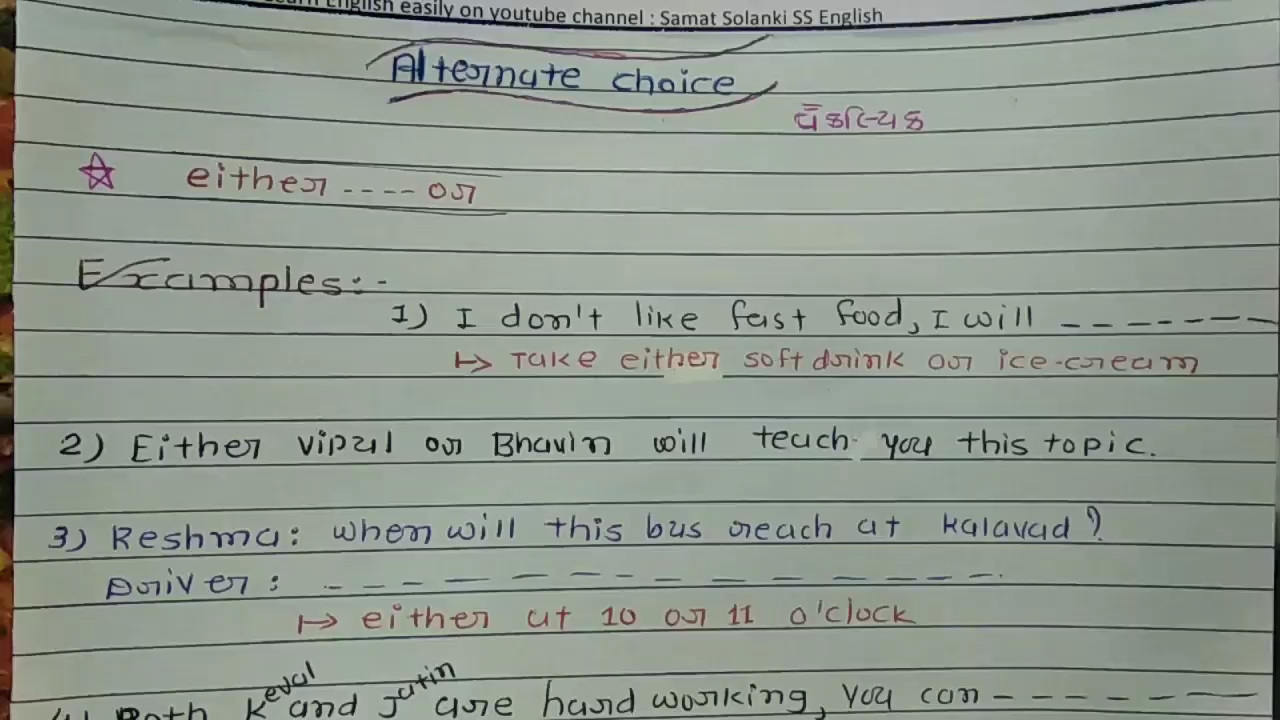 English easily on youtube channel : Samat Solanki SS English
Alternate choice
વૈકલ્પિક
either ---- or
Examples:-
1) I don't like fast food, I will -------
↦ Take either soft drink or ice-cream
2) Either vipul or Bhavin will teach you this topic.
3) Reshma: when will this bus reach at Kalavad?
Driver: --------------.
↦ either at 10 or 11 o'clock
4) Both Keval and Jatin are hard working, you can ------